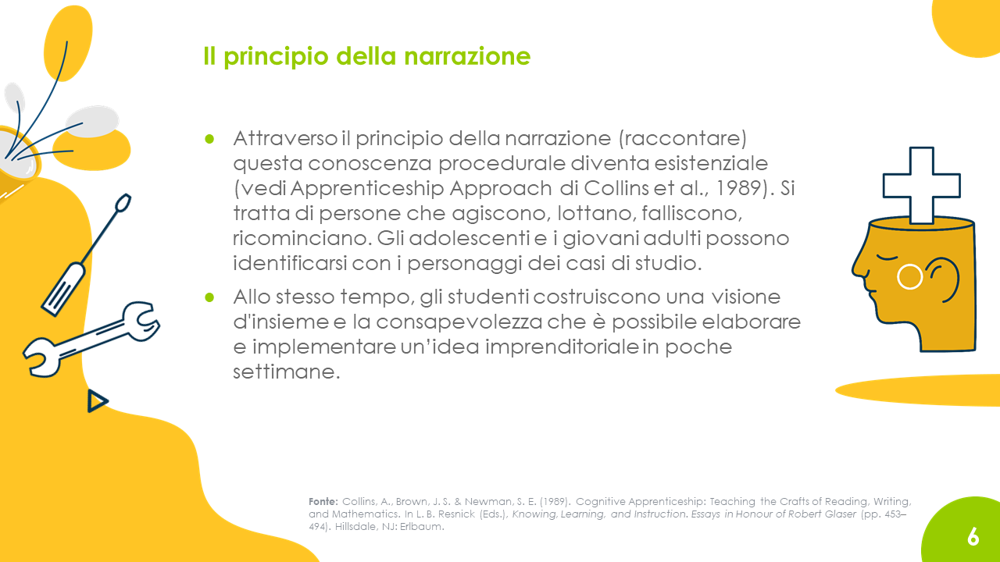 Il principio della narrazione
● Attraverso il principio della narrazione (raccontare)
questa conoscenza procedurale diventa esistenziale
(vedi Apprenticeship Approach di Collins et al., 1989). Si
tratta di persone che agiscono, lottano, falliscono,
ricominciano. Gli adolescenti e i giovani adulti possono
identificarsi con i personaggi dei casi di studio.
● Allo stesso tempo, gli studenti costruiscono una visione
d'insieme e la consapevolezza che è possibile elaborare
e implementare un’idea imprenditoriale in poche
settimane.
Fonte: Collins, A., Brown, J. S. & Newman, S. E. (1989). Cognitive Apprenticeship: Teaching the Crafts of Reading, Writing,
and Mathematics. In L. B. Resnick (Eds.), Knowing, Learning, and Instruction. Essays in Honour of Robert Glaser (pp. 453–
494). Hillsdale, NJ: Erlbaum.
6